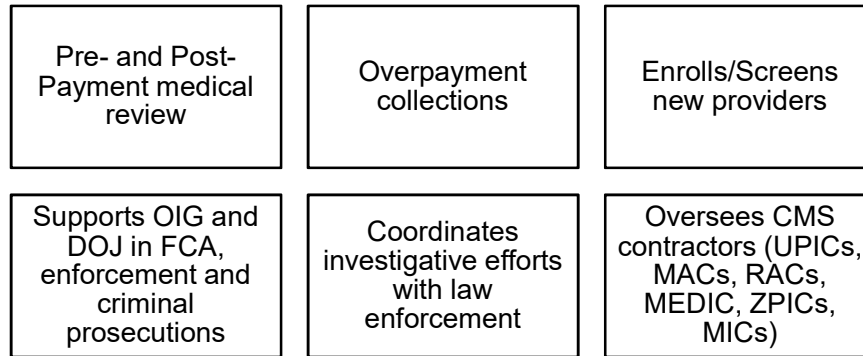 Pre- and Post-
Payment medical
review
Overpayment
collections
Enrolls/Screens
new providers
Supports OIG and
DOJ in FCA,
enforcement and
criminal
prosecutions
Coordinates
investigative efforts
with law
enforcement
Oversees CMS
contractors (UPICs,
MACs, RACs,
MEDIC, ZPICs,
MICs)